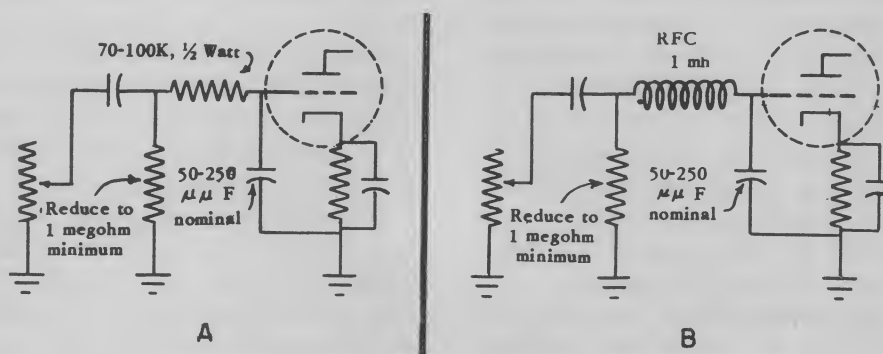 70-100K, ½ Watt
50-250
μμ F
nominal
Reduce to
1 megohm
minimum
A
RFC
1 mh
50-250
μμ F
nominal
Reduce to
1 megohm
minimum
B